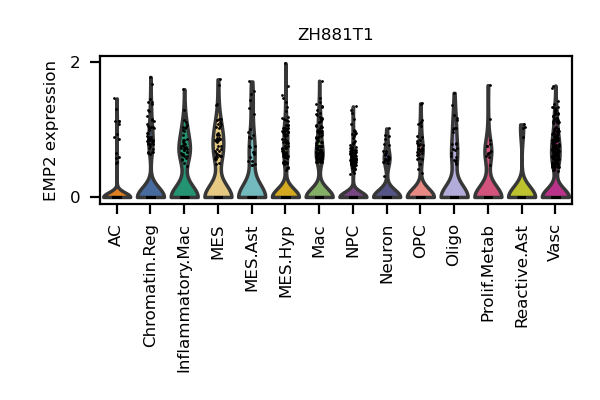 ZH881T1
EMP2 expression
2
0
AC
Chromatin.Reg
Inflammatory.Mac
MES
MES.Ast
MES.Hyp
Mac
NPC
Neuron
OPC
Oligo
Prolif.Metab
Reactive.Ast
Vasc